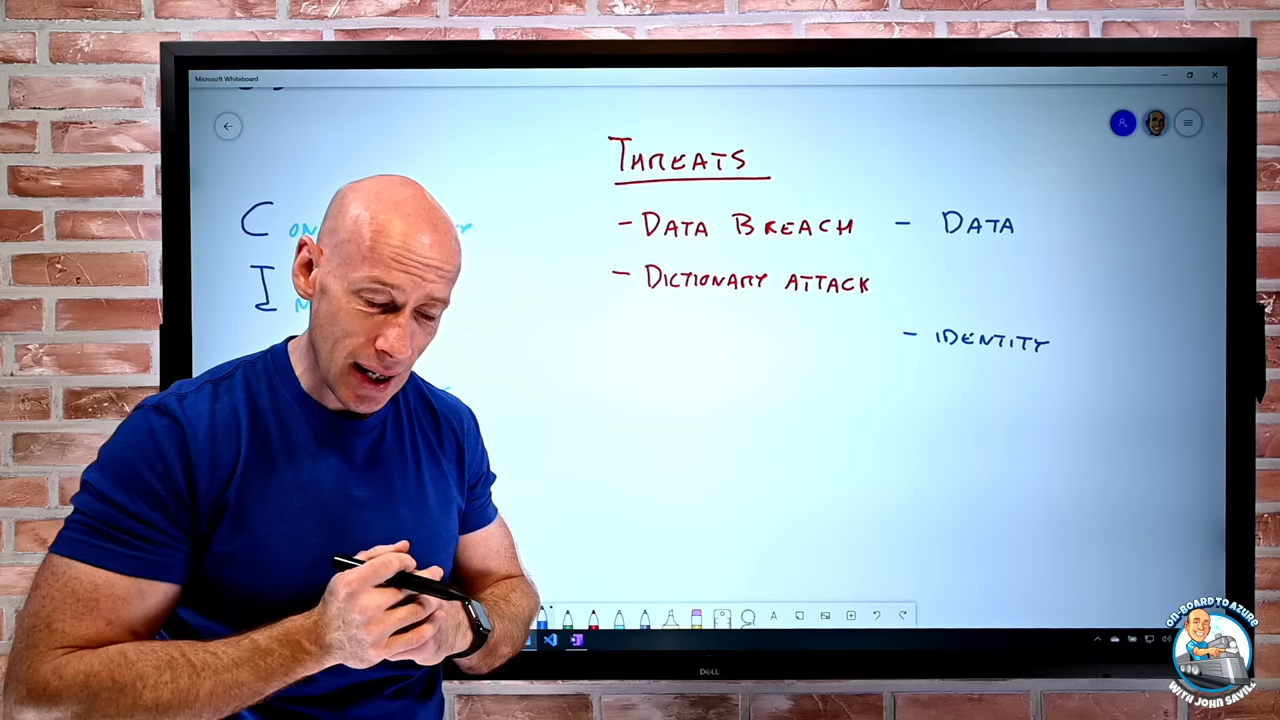 Microsoft Whiteboard
THREATS
C
- DATA BREACH - DATA
I
- DICTIONARY ATTACK
- IDENTITY
DELL
ON-BOARD TO AZURE
WITH JOHN SAVILL